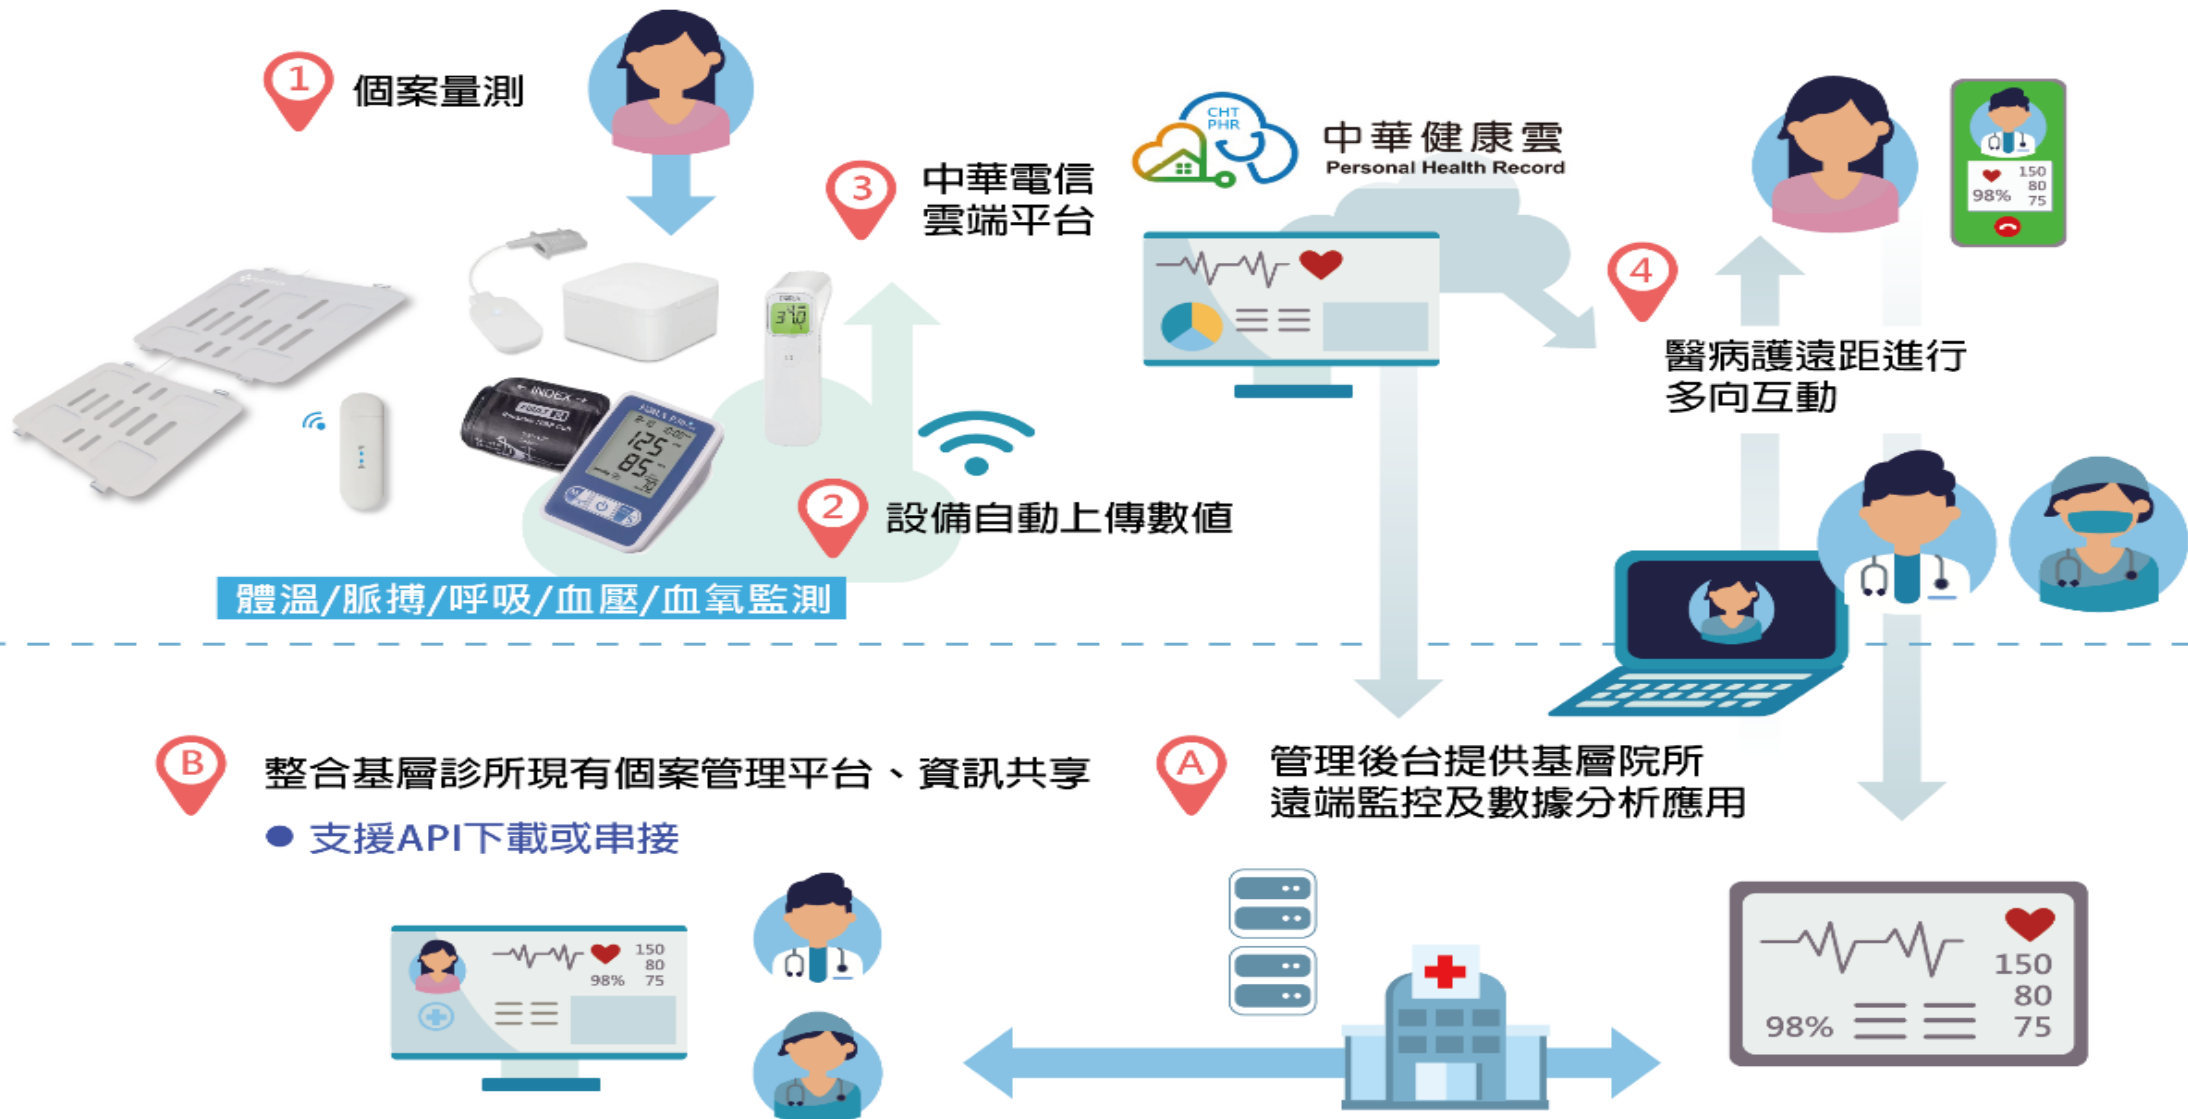 1
個案量測
CHT
PHR
中華健康雲
Personal Health Record
3
中華電信
雲端平台
150
80
98%
75
4
醫病護遠距進行
多向互動
37.0
INDEX
125
85
2
設備自動上傳數值
體溫/脈搏/呼吸/血壓/血氧監測
B
整合基層診所現有個案管理平台、資訊共享
● 支援API下載或串接
A
管理後台提供基層院所
遠端監控及數據分析應用
150
80
98%
75
150
80
98%
75